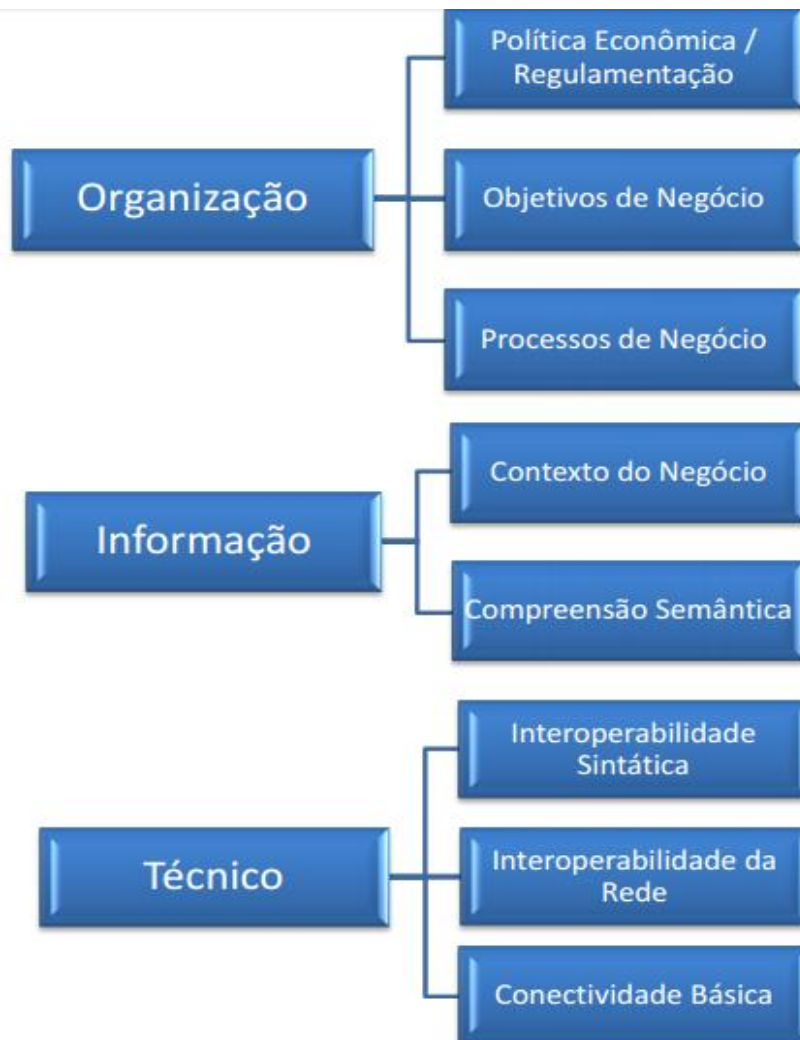 Política Econômica /
Regulamentação
Organização
Objetivos de Negócio
Processos de Negócio
Contexto do Negócio
Informação
Compreensão Semântica
Interoperabilidade
Sintática
Técnico
Interoperabilidade da
Rede
Conectividade Básica